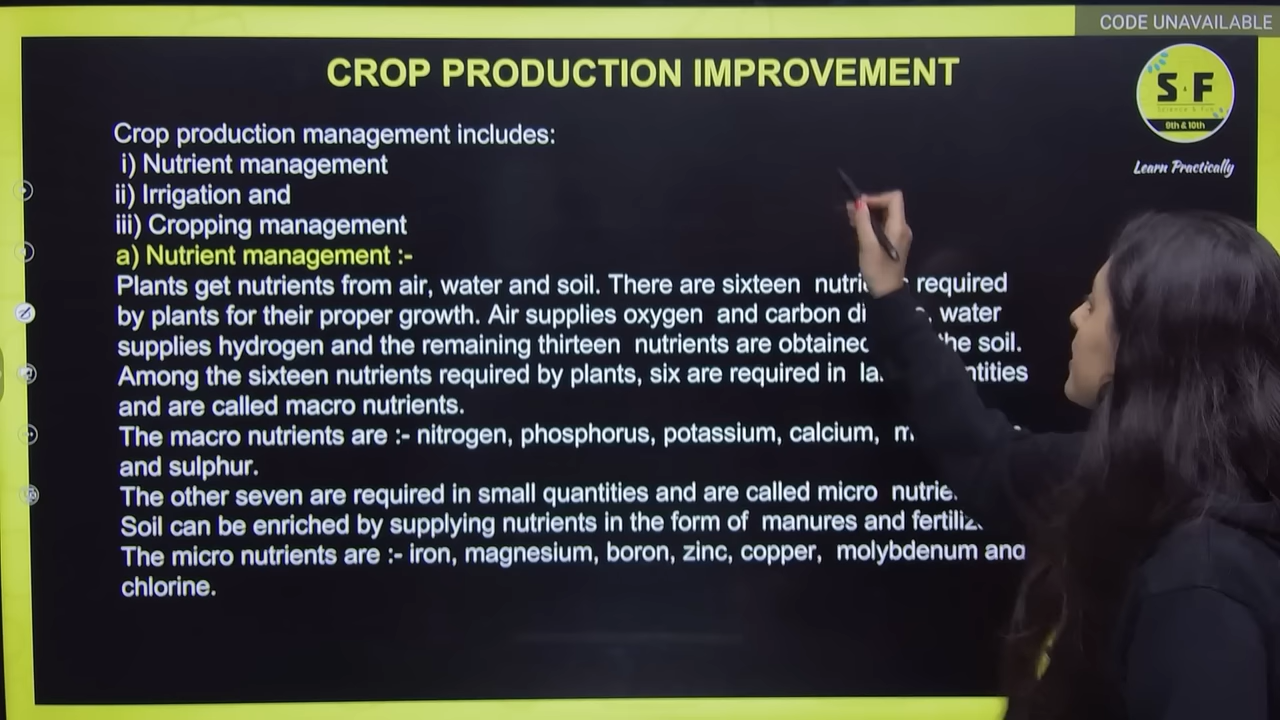 CODE UNAVAILABLE
CROP PRODUCTION IMPROVEMENT
S F
9th & 10th
Learn Practically
Crop production management includes:
i) Nutrient management
ii) Irrigation and
iii) Cropping management
a) Nutrient management :-
Plants get nutrients from air, water and soil. There are sixteen required
by plants for their proper growth. Air supplies oxygen and carbon water
supplies hydrogen and the remaining thirteen nutrients are the soil.
Among the sixteen nutrients required by plants, six are required in
and are called macro nutrients.
The macro nutrients are :- nitrogen, phosphorus, potassium, calcium,
and sulphur.
The other seven are required in small quantities and are called micro
Soil can be enriched by supplying nutrients in the form of manures and
The micro nutrients are :- iron, magnesium, boron, zinc, copper, molybdenum and
chlorine.